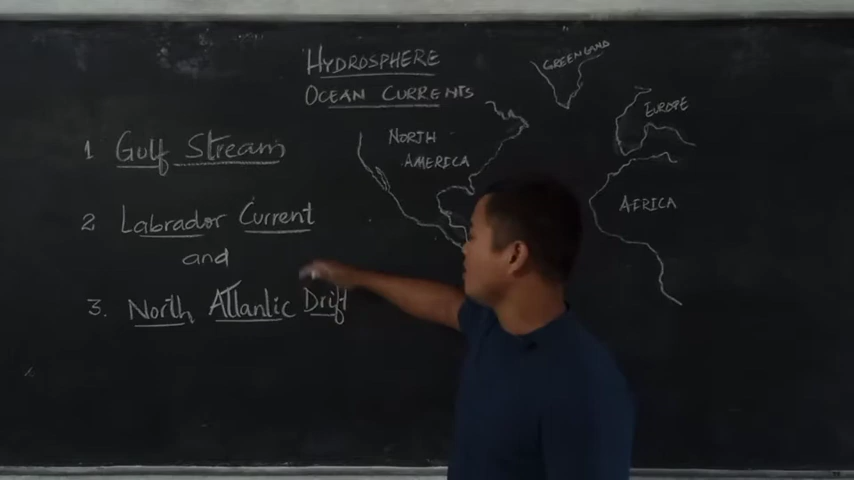 HYDROSPHERE
OCEAN CURRENTS
1 Gulf Stream
2 Labrador Current
and
3. North Atlantic Drift
NORTH
AMERICA
GREENLAND
EUROPE
AFRICA